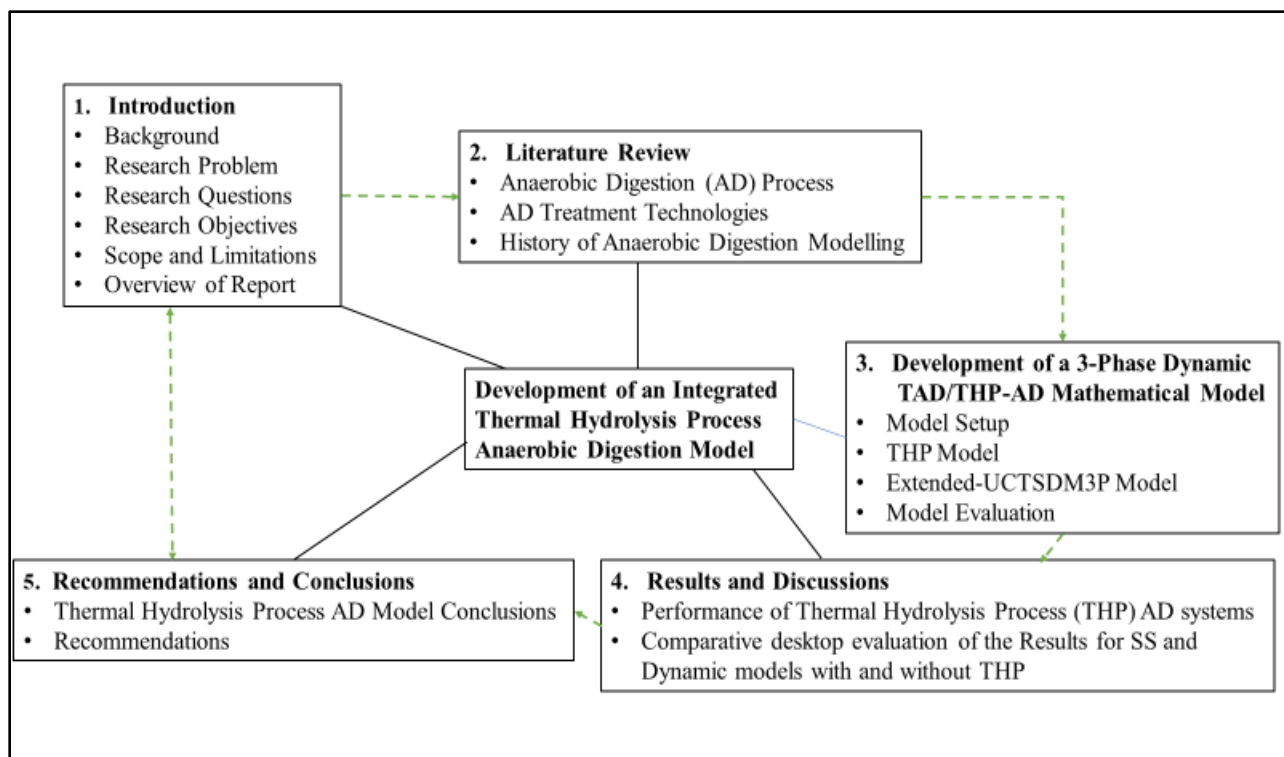 1. Introduction
• Background
• Research Problem
• Research Questions
• Research Objectives
• Scope and Limitations
• Overview of Report
2. Literature Review
• Anaerobic Digestion (AD) Process
• AD Treatment Technologies
• History of Anaerobic Digestion Modelling
Development of an Integrated
Thermal Hydrolysis Process
Anaerobic Digestion Model
3. Development of a 3-Phase Dynamic
TAD/THP-AD Mathematical Model
• Model Setup
• THP Model
• Extended-UCTSDM3P Model
• Model Evaluation
4. Results and Discussions
• Performance of Thermal Hydrolysis Process (THP) AD systems
• Comparative desktop evaluation of the Results for SS and
Dynamic models with and without THP
5. Recommendations and Conclusions
• Thermal Hydrolysis Process AD Model Conclusions
• Recommendations